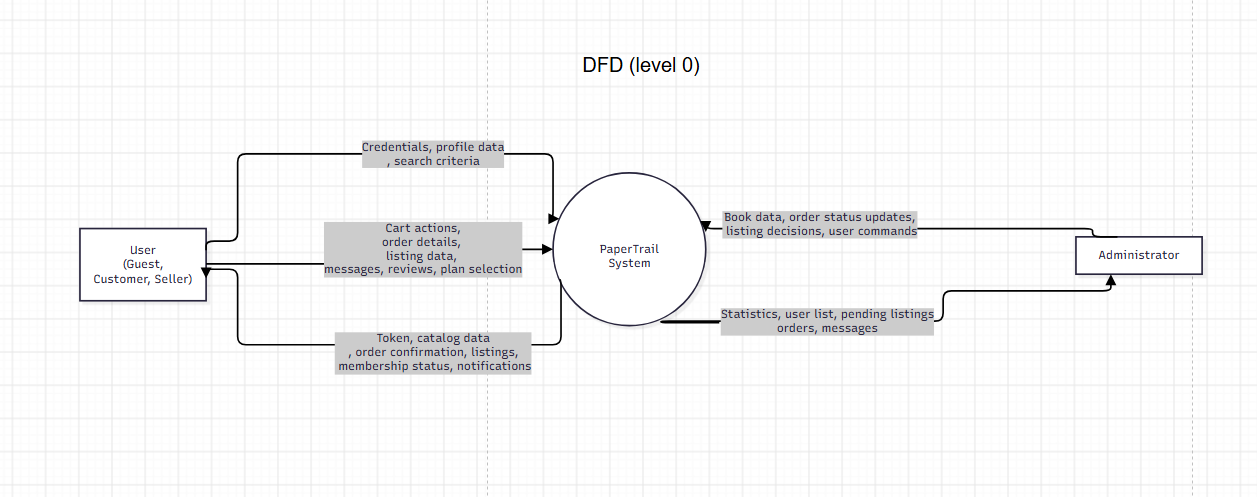 DFD (level 0)
Credentials, profile data
, search criteria
Cart actions,
order details,
listing data,
messages, reviews, plan selection
User
(Guest,
Customer, Seller)
Token, catalog data
, order confirmation, listings,
membership status, notifications
PaperTrail
System
Book data, order status updates,
listing decisions, user commands
Administrator
Statistics, user list, pending listings
orders, messages